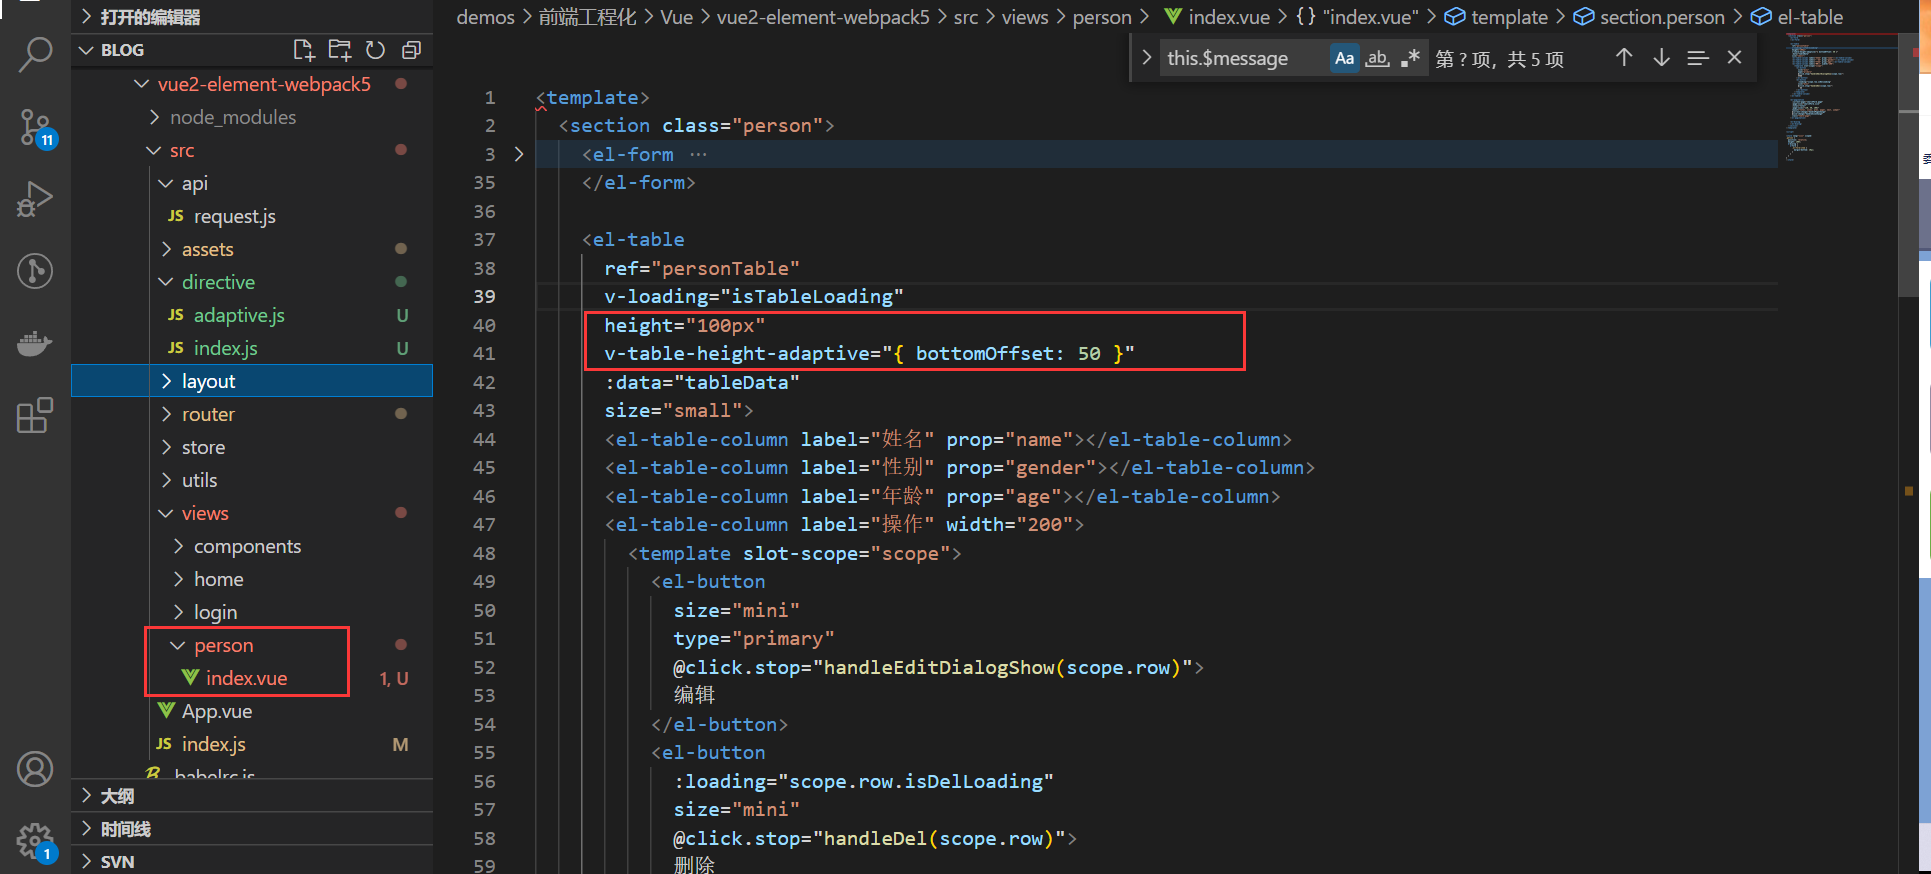 打开的编辑器
demos > 前端工程化 > Vue > vue2-element-webpack5 > src > views > person > index.vue > {} "index.vue" > template > section.person > el-table
BLOG
this.$message Aa ab .* 第 ? 项, 共 5 项
vue2-element-webpack5
node_modules
src
api
JS request.js
assets
directive
JS adaptive.js U
JS index.js U
layout
router
store
utils
views
components
home
login
person
index.vue 1, U
App.vue
JS index.js M
babelrc.js
大纲
时间线
SVN
11
1
1 <template>
2 <section class="person">
3 <el-form ...
35 </el-form>
36
37 <el-table
38 ref="personTable"
39 v-loading="isTableLoading"
40 height="100px"
41 v-table-height-adaptive="{ bottomOffset: 50 }"
42 :data="tableData"
43 size="small">
44 <el-table-column label="姓名" prop="name"></el-table-column>
45 <el-table-column label="性别" prop="gender"></el-table-column>
46 <el-table-column label="年龄" prop="age"></el-table-column>
47 <el-table-column label="操作" width="200">
48 <template slot-scope="scope">
49 <el-button
50 size="mini"
51 type="primary"
52 @click.stop="handleEditDialogShow(scope.row)">
53 编辑
54 </el-button>
55 <el-button
56 :loading="scope.row.isDelLoading"
57 size="mini"
58 @click.stop="handleDel(scope.row)">
59 删除